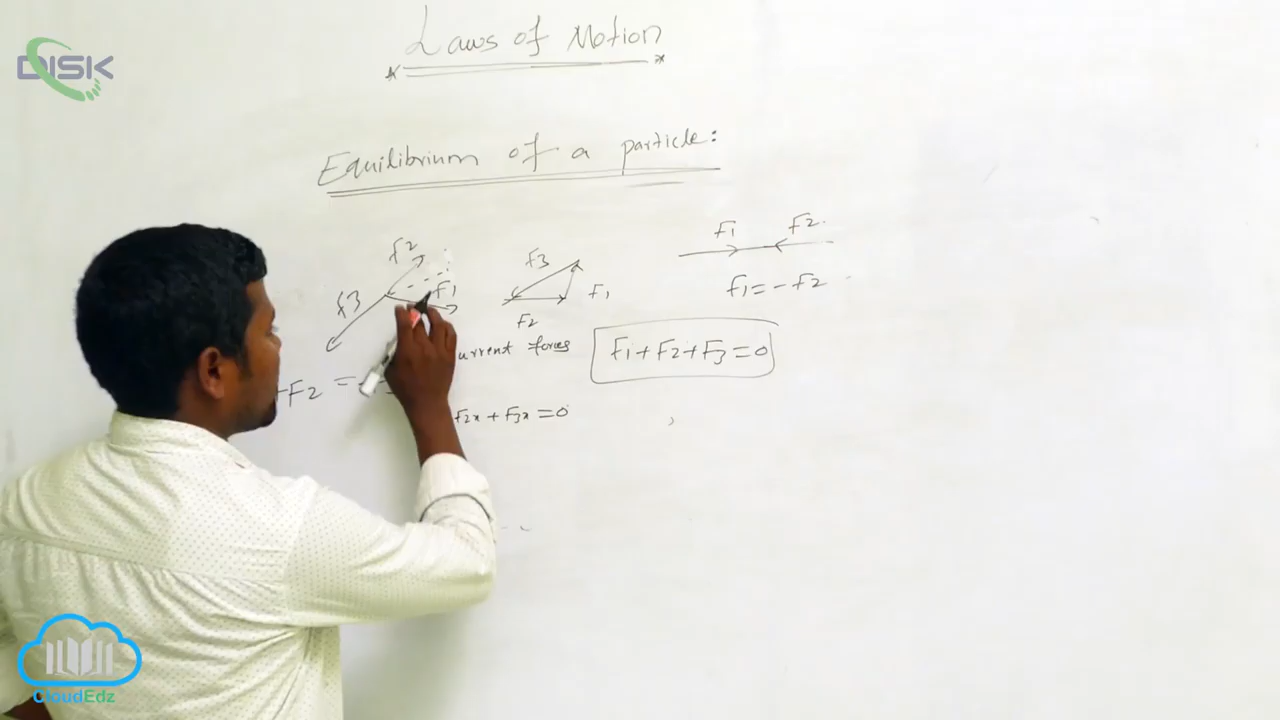 DISK
Laws of Motion
Equilibrium of a particle:
F3 F2 F1
F3 F1
F2
F1 F2
F1 = - F2
urrent forces
F1 + F2 + F3 = 0
+F2 =
F2x + F3x = 0
CloudEdz